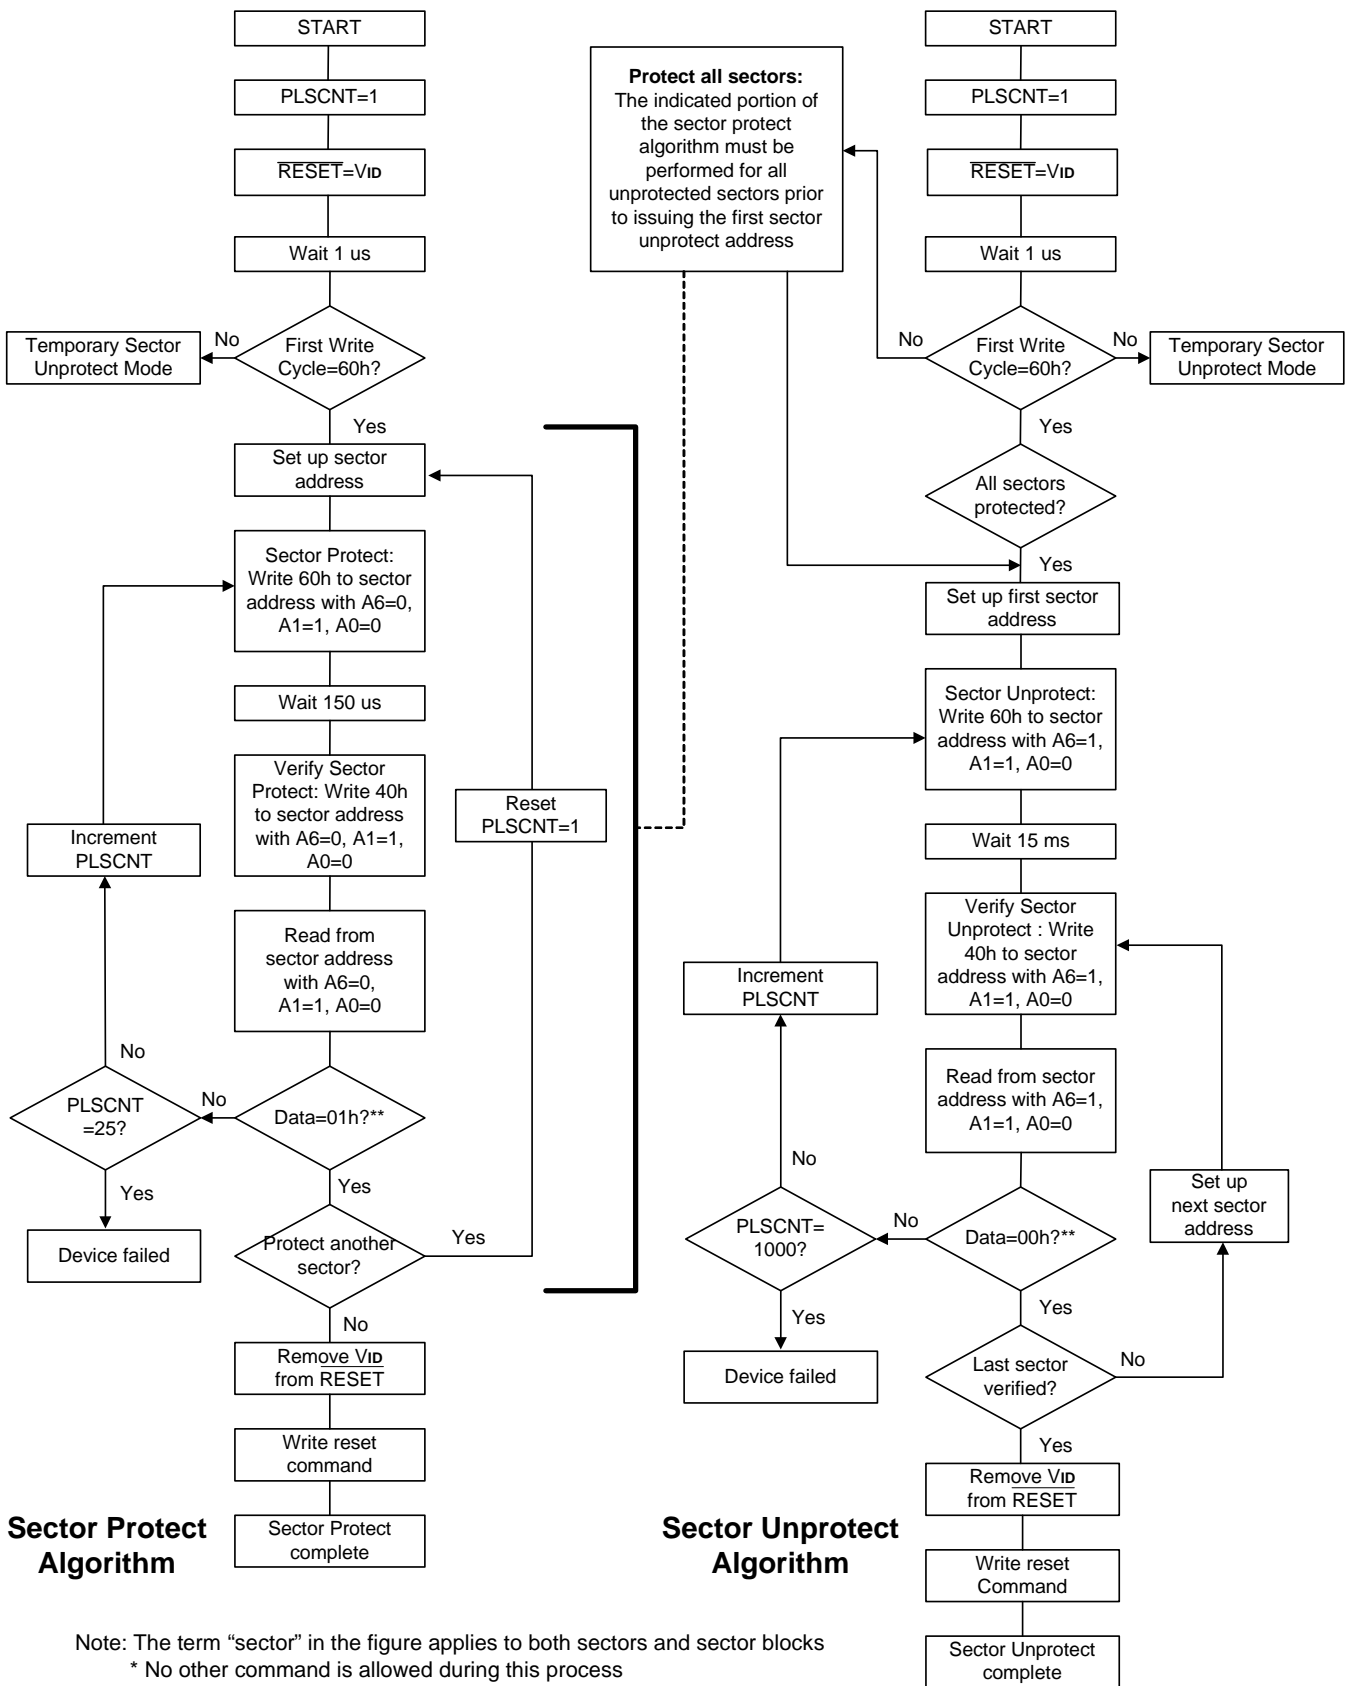 START
PLSCNT=1
RESET=VID
Wait 1 us
First Write
Cycle=60h?
No
Temporary Sector
Unprotect Mode
Yes
Set up sector
address
Sector Protect:
Write 60h to sector
address with A6=0,
A1=1, A0=0
Wait 150 us
Verify Sector
Protect: Write 40h
to sector address
with A6=0, A1=1,
A0=0
Reset
PLSCNT=1
Increment
PLSCNT
Read from
sector address
with A6=0,
A1=1, A0=0
No
PLSCNT
=25?
No
Data=01h?**
Yes
Yes
Device failed
Protect another
sector?
Yes
No
Remove VID
from RESET
Write reset
command
Sector Protect
complete
Sector Protect
Algorithm
Protect all sectors:
The indicated portion of
the sector protect
algorithm must be
performed for all
unprotected sectors prior
to issuing the first sector
unprotect address
START
PLSCNT=1
RESET=VID
Wait 1 us
No
First Write
Cycle=60h?
No
Temporary Sector
Unprotect Mode
Yes
All sectors
protected?
Yes
Set up first sector
address
Sector Unprotect:
Write 60h to sector
address with A6=1,
A1=1, A0=0
Wait 15 ms
Verify Sector
Unprotect : Write
40h to sector
address with A6=1,
A1=1, A0=0
Increment
PLSCNT
Read from sector
address with A6=1,
A1=1, A0=0
No
Set up
next sector
address
PLSCNT=
1000?
No
Data=00h?**
Yes
Yes
Device failed
Last sector
verified?
No
Yes
Remove VID
from RESET
Write reset
Command
Sector Unprotect
complete
Sector Unprotect
Algorithm
Note: The term “sector” in the figure applies to both sectors and sector blocks
* No other command is allowed during this process